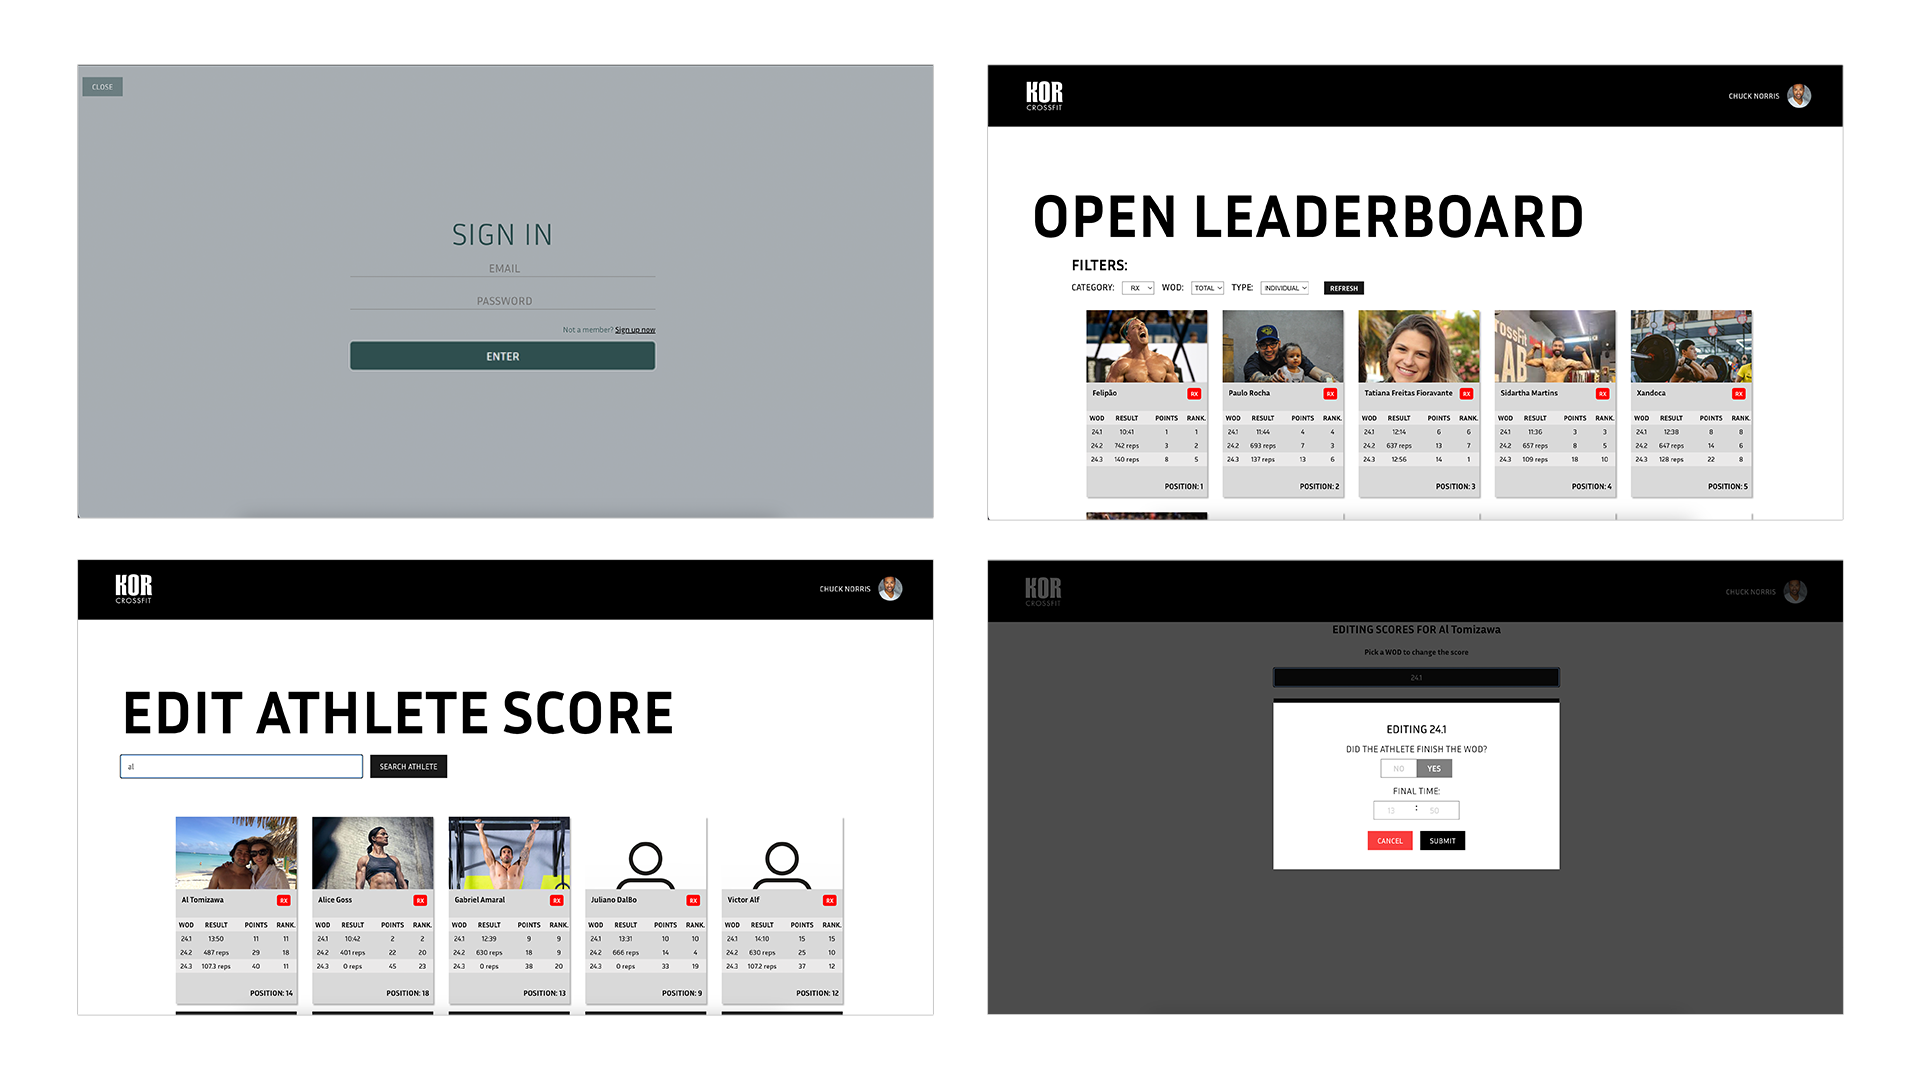 CLOSE
SIGN IN
EMAIL
PASSWORD
Not a member? Sign up now
ENTER
KOR
CROSSFIT
CHUCK NORRIS
OPEN LEADERBOARD
FILTERS:
CATEGORY: RX WOD: TOTAL TYPE: INDIVIDUAL REFRESH
CROSSFIT
LAB
Felipão RX
WOD RESULT POINTS RANK.
24.1 10:41 1 1
24.2 742 reps 3 2
24.3 140 reps 8 5
POSITION: 1
Paulo Rocha RX
WOD RESULT POINTS RANK.
24.1 11:44 4 4
24.2 693 reps 7 3
24.3 137 reps 13 6
POSITION: 2
Tatiana Freitas Fioravante RX
WOD RESULT POINTS RANK.
24.1 12:14 6 6
24.2 637 reps 13 7
24.3 12:56 14 1
POSITION: 3
Sidartha Martins RX
WOD RESULT POINTS RANK.
24.1 11:36 3 3
24.2 657 reps 8 5
24.3 109 reps 18 10
POSITION: 4
Xandoca RX
WOD RESULT POINTS RANK.
24.1 12:38 8 8
24.2 647 reps 14 6
24.3 128 reps 22 8
POSITION: 5
KOR
CROSSFIT
CHUCK NORRIS
EDIT ATHLETE SCORE
al
SEARCH ATHLETE
Al Tomizawa RX
WOD RESULT POINTS RANK.
24.1 13:50 11 11
24.2 487 reps 29 18
24.3 107.3 reps 40 11
POSITION: 14
Alice Goss RX
WOD RESULT POINTS RANK.
24.1 10:42 2 2
24.2 401 reps 22 20
24.3 0 reps 45 23
POSITION: 18
Gabriel Amaral RX
WOD RESULT POINTS RANK.
24.1 12:39 9 9
24.2 630 reps 18 9
24.3 0 reps 38 20
POSITION: 13
Juliano DalBo RX
WOD RESULT POINTS RANK.
24.1 13:31 10 10
24.2 666 reps 14 4
24.3 0 reps 33 19
POSITION: 9
Victor Alf RX
WOD RESULT POINTS RANK.
24.1 14:10 15 15
24.2 630 reps 25 10
24.3 107.2 reps 37 12
POSITION: 12
KOR
CROSSFIT
CHUCK NORRIS
EDITING SCORES FOR Al Tomizawa
Pick a WOD to change the score
24.1
EDITING 24.1
DID THE ATHLETE FINISH THE WOD?
NO YES
FINAL TIME:
13 : 50
CANCEL SUBMIT